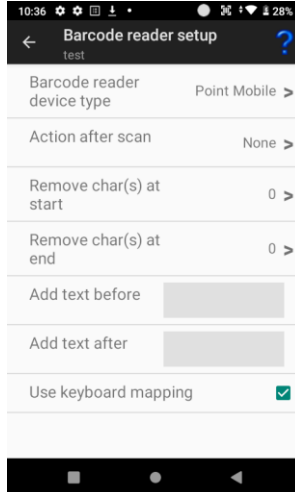 10:36 28%
Barcode reader setup ?
test
Barcode reader
device type
Point Mobile >
Action after scan
None >
Remove char(s) at
start
0 >
Remove char(s) at
end
0 >
Add text before
Add text after
Use keyboard mapping